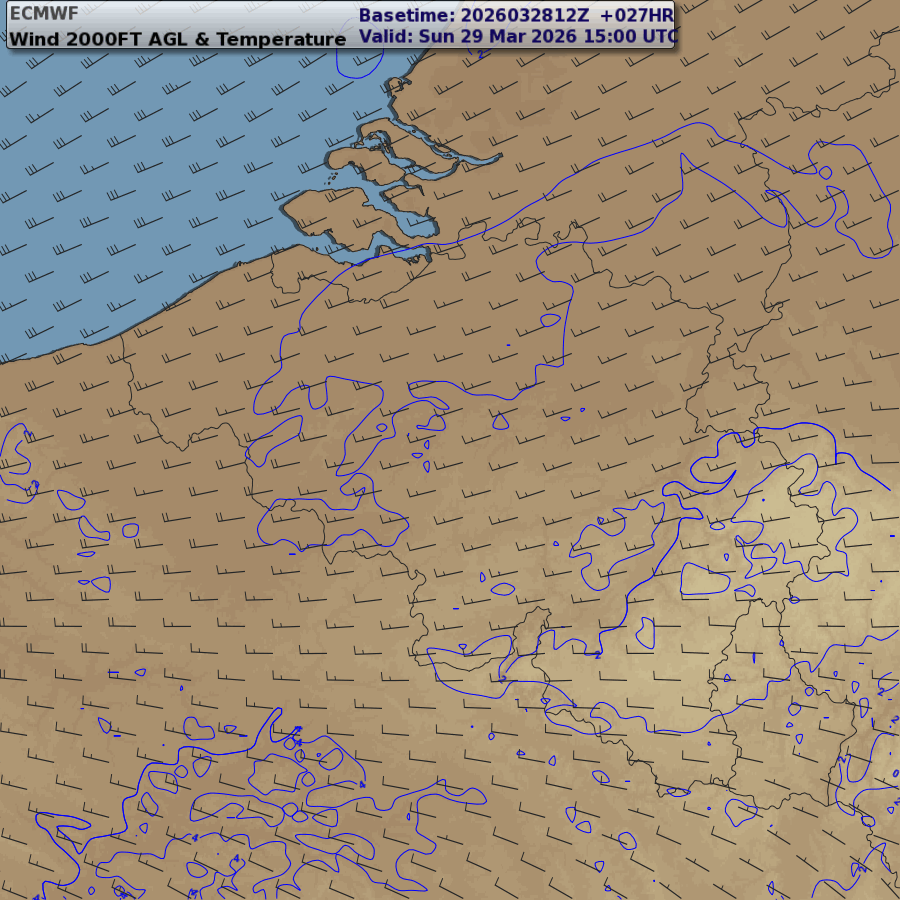 ECMWF
Basetime: 2026032812Z +027HR
Wind 2000FT AGL & Temperature
Valid: Sun 29 Mar 2026 15:00 UTC